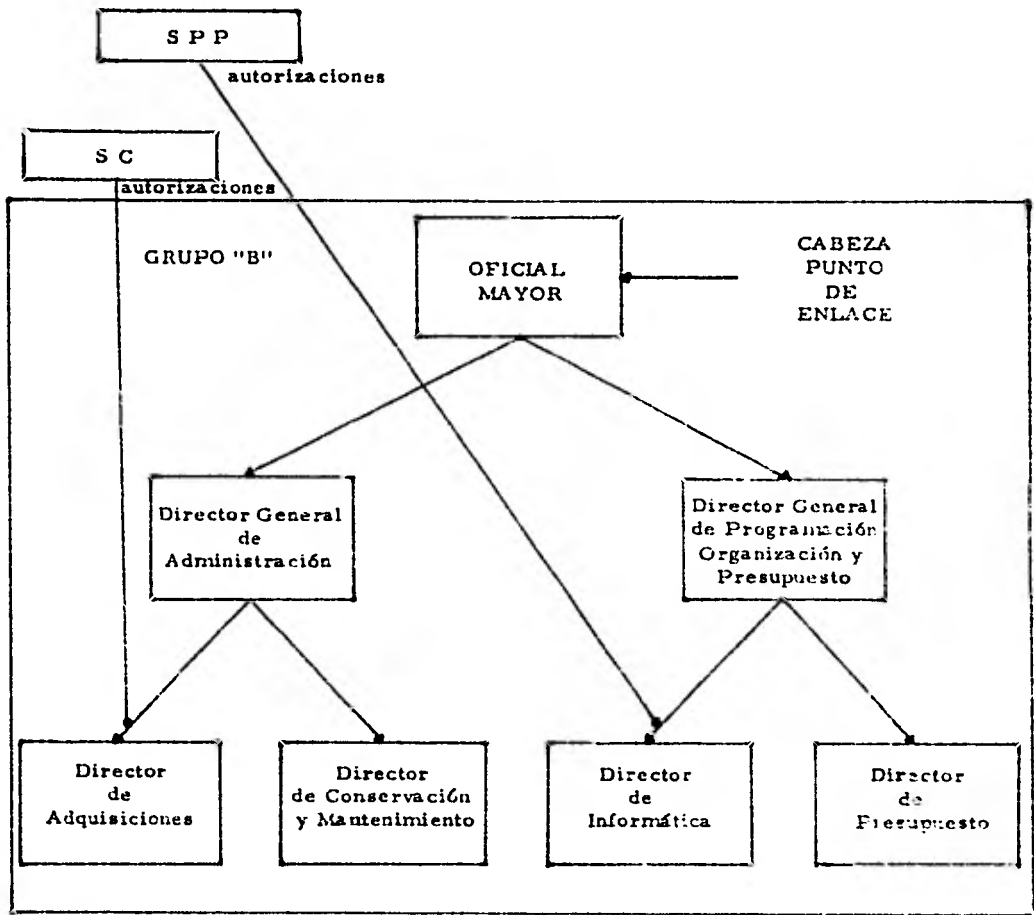 S P P
autorizaciones
S C
autorizaciones
GRUPO "B"
OFICIAL
MAYOR
CABEZA
PUNTO
DE
ENLACE
Director General
de
Administración
Director General
de Programación
Organización y
Presupuesto
Director
de
Adquisiciones
Director
de Conservación
y Mantenimiento
Director
de
Informática
Director
de
Presupuesto